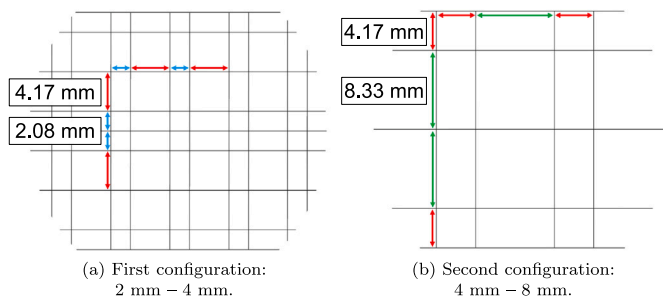 4.17 mm
2.08 mm
(a) First configuration:
2 mm – 4 mm.
4.17 mm
8.33 mm
(b) Second configuration:
4 mm – 8 mm.